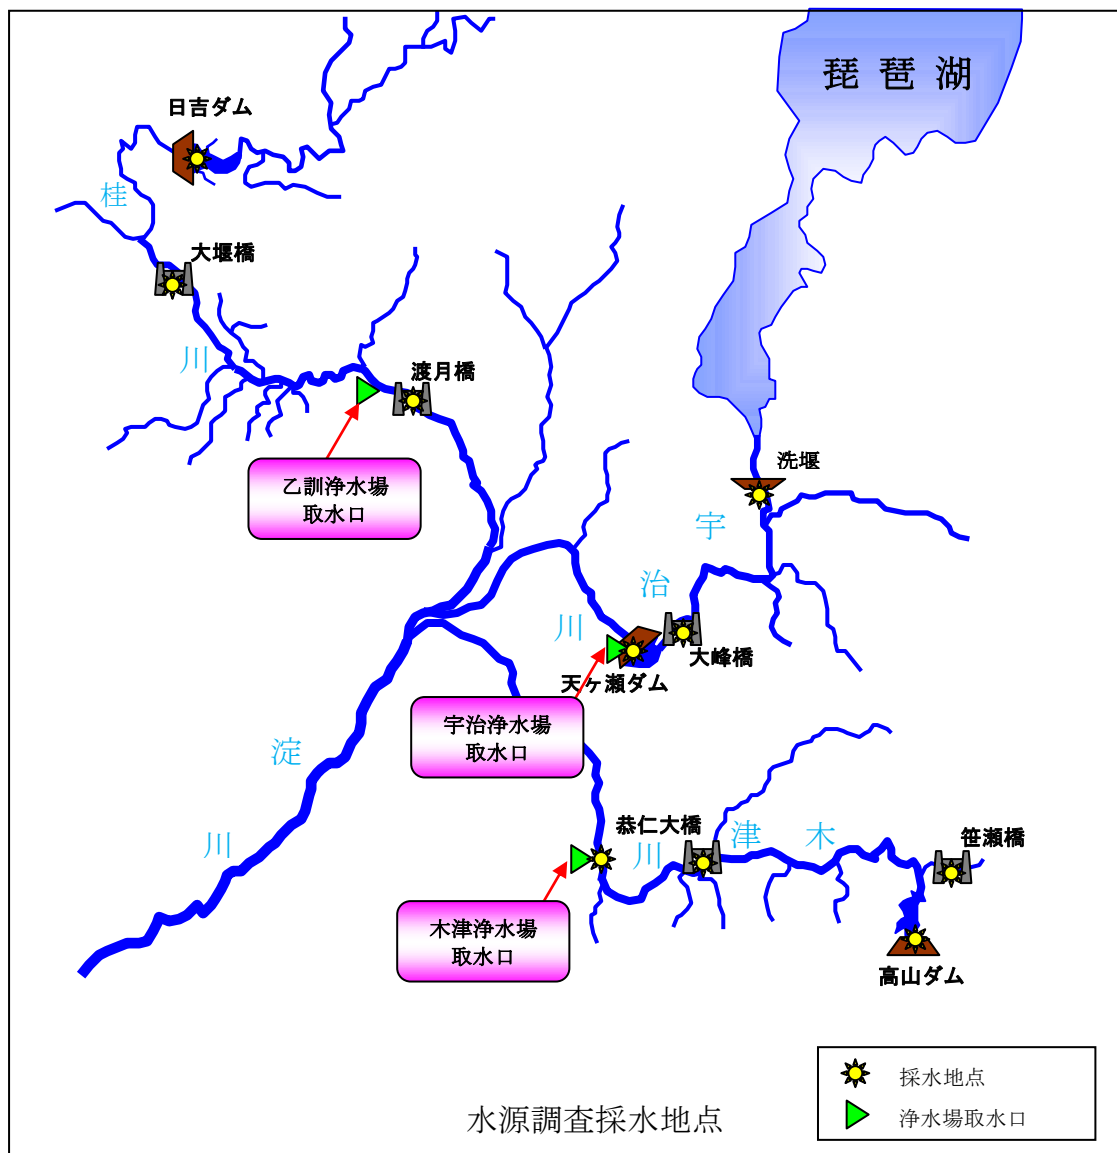 琵琶湖
日吉ダム
桂
大堰橋
川
渡月橋
洗堰
乙訓浄水場
取水口
宇
治
川
大峰橋
天ヶ瀬ダム
宇治浄水場
取水口
淀
川
恭仁大橋
川 津 木
笹瀬橋
木津浄水場
取水口
高山ダム
採水地点
浄水場取水口
水源調査採水地点